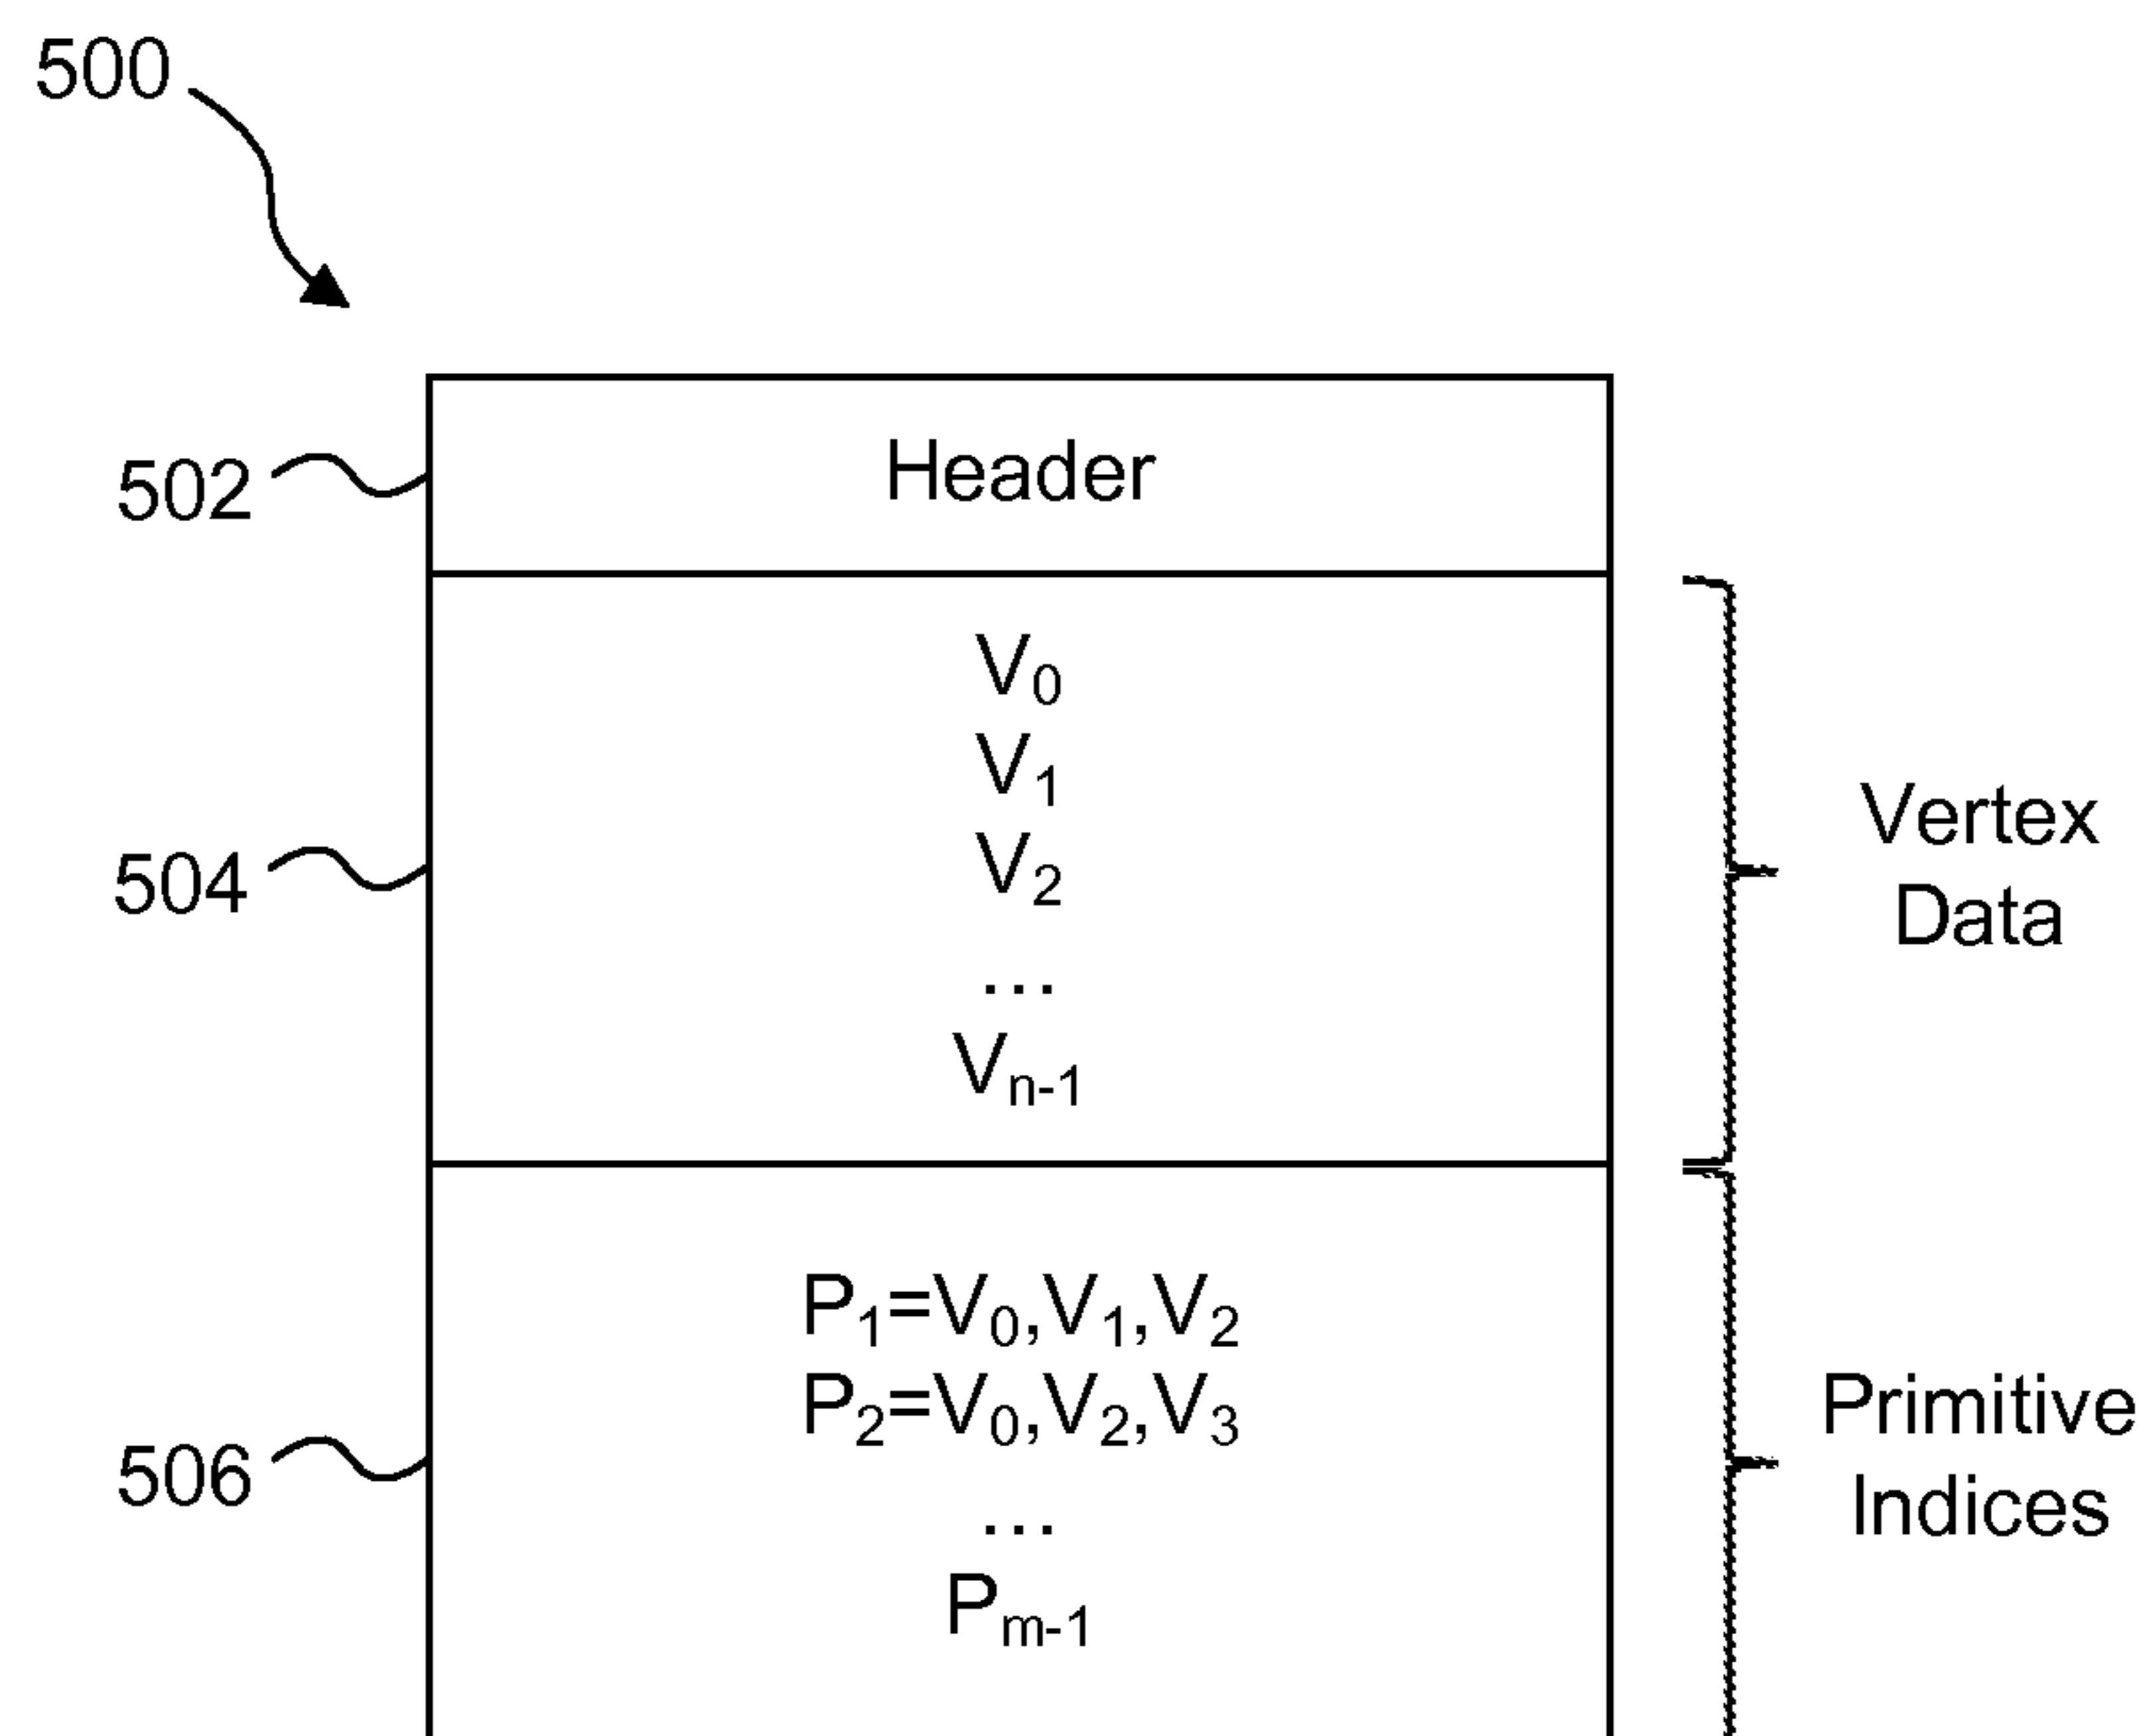 500
502
Header
V₀
V₁
V₂
...
Vₙ₋₁
504
Vertex
Data
P₁=V₀,V₁,V₂
P₂=V₀,V₂,V₃
...
Pₘ₋₁
506
Primitive
Indices